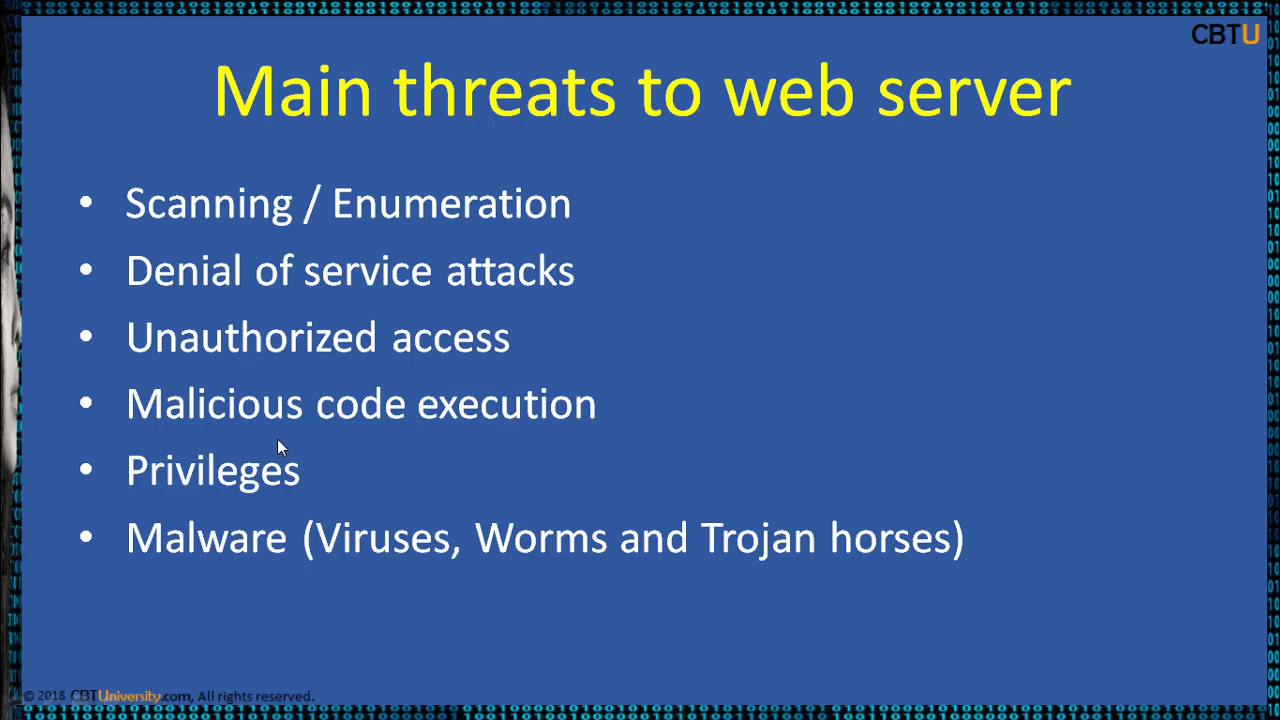 CBTU
Main threats to web server
• Scanning / Enumeration
• Denial of service attacks
• Unauthorized access
• Malicious code execution
• Privileges
• Malware (Viruses, Worms and Trojan horses)
© 2018 CBTUniversity.com, All rights reserved.